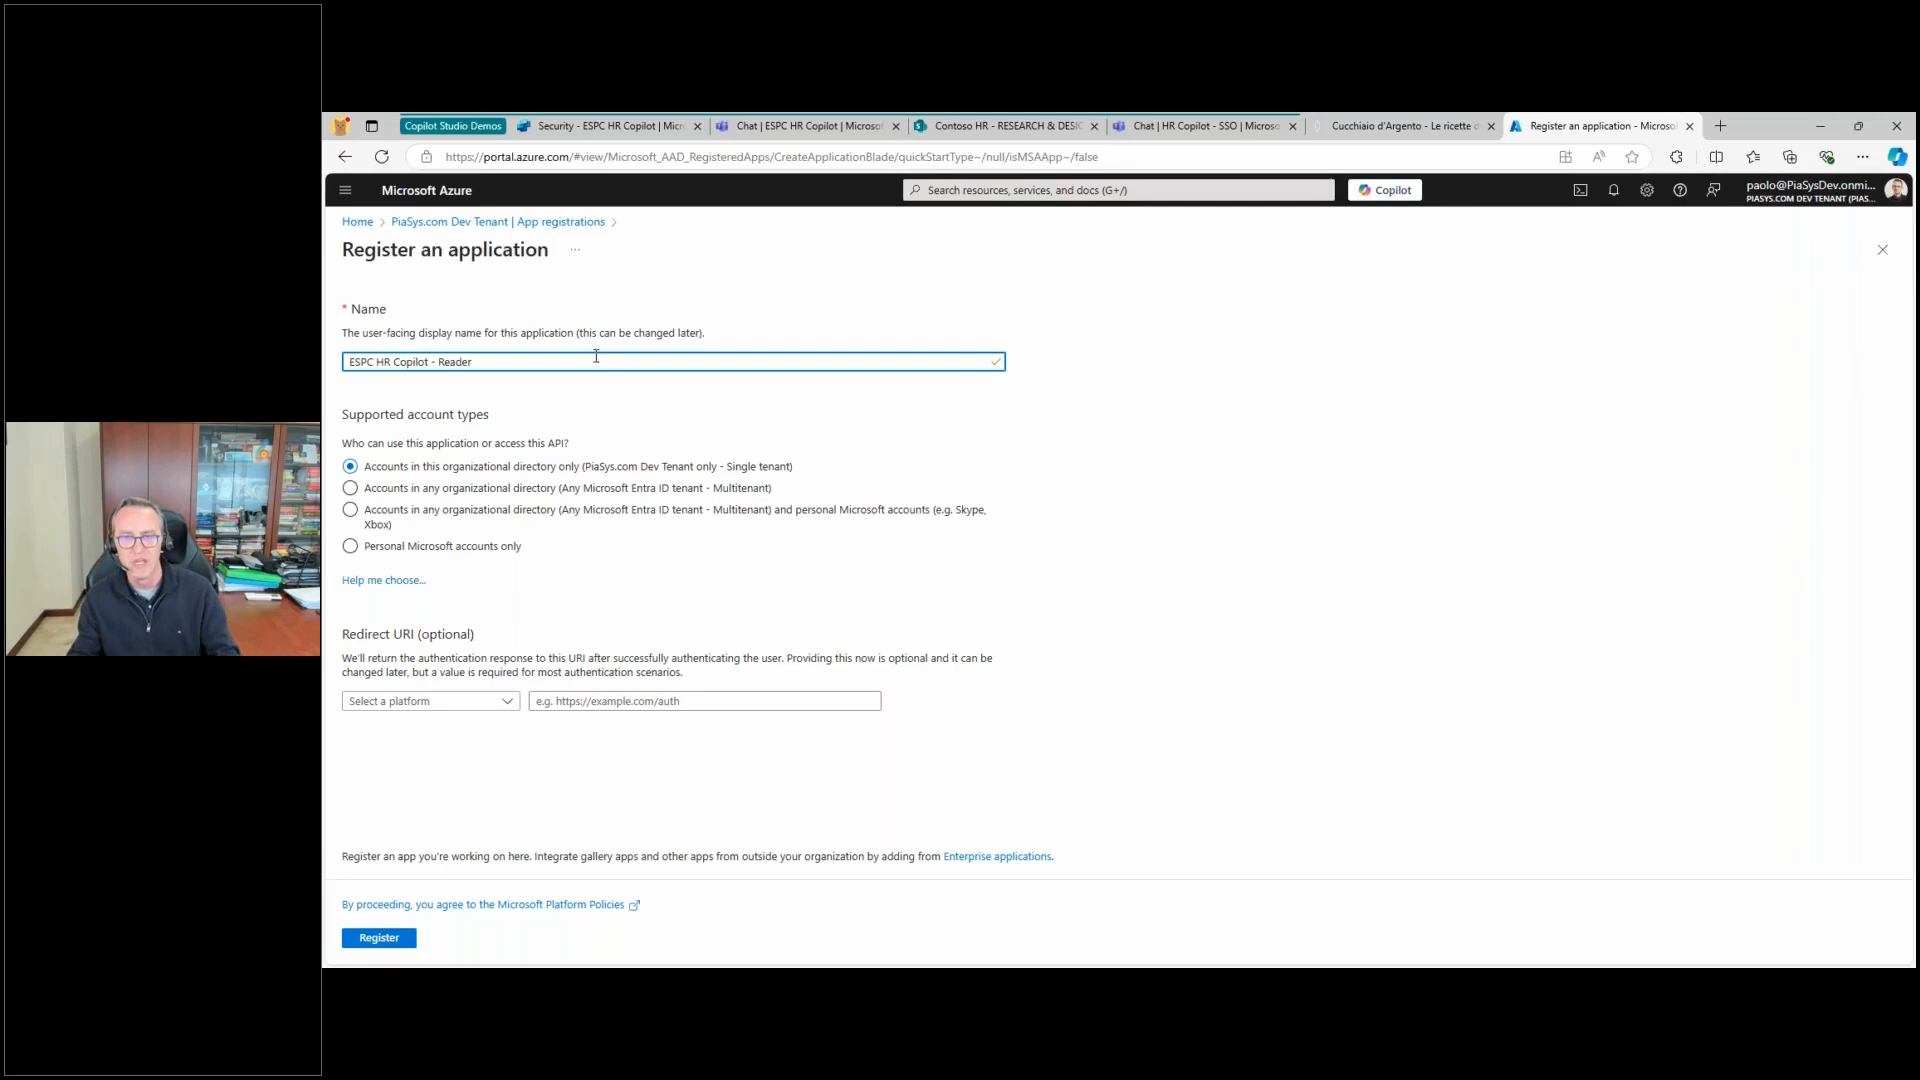 Copilot Studio Demos
Security - ESPC HR Copilot | Micr
Chat | ESPC HR Copilot | Microsof
Contoso HR - RESEARCH & DESIG
Chat | HR Copilot - SSO | Microso
Cucchiaio d'Argento - Le ricette d
Register an application - Microso
https://portal.azure.com/#view/Microsoft_AAD_RegisteredApps/CreateApplicationBlade/quickStartType~/null/isMSAApp~/false
Microsoft Azure
Search resources, services, and docs (G+/)
Copilot
paolo@PiaSysDev.onmi...
PIASYS.COM DEV TENANT (PIAS...
Home > PiaSys.com Dev Tenant | App registrations >
Register an application ...
* Name
The user-facing display name for this application (this can be changed later).
ESPC HR Copilot - Reader
Supported account types
Who can use this application or access this API?
Accounts in this organizational directory only (PiaSys.com Dev Tenant only - Single tenant)
Accounts in any organizational directory (Any Microsoft Entra ID tenant - Multitenant)
Accounts in any organizational directory (Any Microsoft Entra ID tenant - Multitenant) and personal Microsoft accounts (e.g. Skype,
Xbox)
Personal Microsoft accounts only
Help me choose...
Redirect URI (optional)
We'll return the authentication response to this URI after successfully authenticating the user. Providing this now is optional and it can be
changed later, but a value is required for most authentication scenarios.
Select a platform
e.g. https://example.com/auth
Register an app you're working on here. Integrate gallery apps and other apps from outside your organization by adding from Enterprise applications.
By proceeding, you agree to the Microsoft Platform Policies
Register